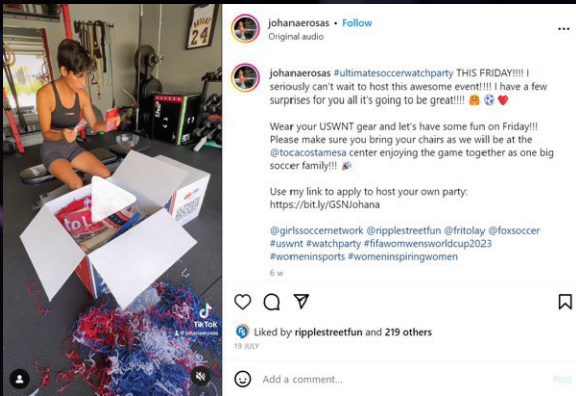 BRYANT
24
TikTok
johanaerosas • Follow
Original audio
johanaerosas #ultimatesoccerwatchparty THIS FRIDAY!!!! I
seriously can't wait to host this awesome event!!!! I have a few
surprises for you all it's going to be great!!!! 🤗 ⚽ ❤️
Wear your USWNT gear and let's have some fun on Friday!!!
Please make sure you bring your chairs as we will be at the
@tocacostamesa center enjoying the game together as one big
soccer family!!! 🎉
Use my link to apply to host your own party:
https://bit.ly/GSNJohana
@girlssoccernetwork @ripplestreetfun @fritolay @foxsoccer
#uswnt #watchparty #fifawomwensworldcup2023
#womeninsports #womeninspiringwomen
6 w
Liked by ripplestreetfun and 219 others
19 JULY
Add a comment...
Post